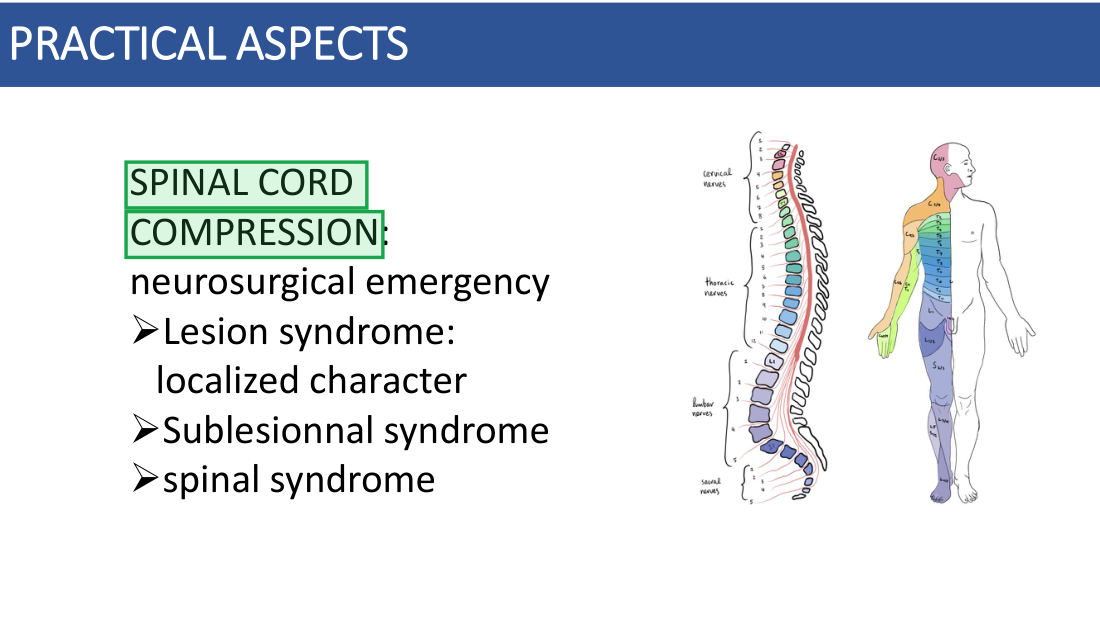 PRACTICAL ASPECTS
SPINAL CORD
COMPRESSION:
neurosurgical emergency
➢Lesion syndrome:
localized character
➢Sublesionnal syndrome
➢spinal syndrome
cervical
nerves
thoracic
nerves
lumbar
nerves
sacral
nerves